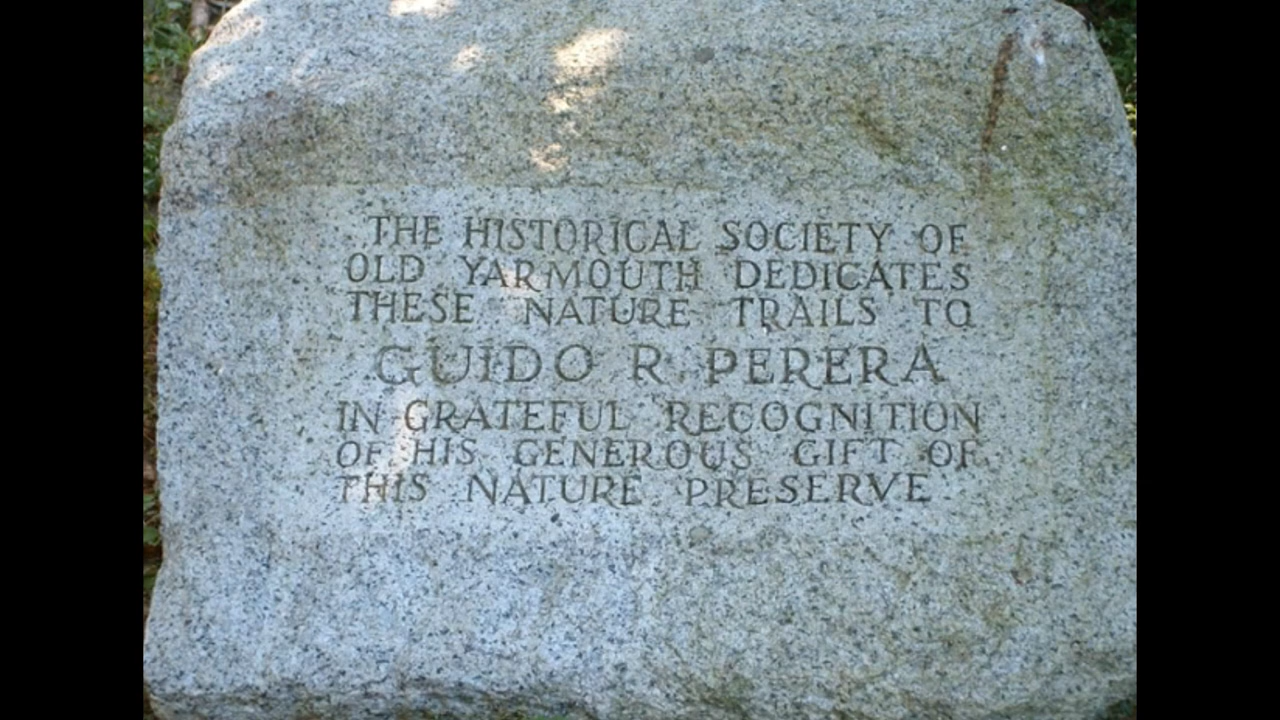 THE HISTORICAL SOCIETY OF
OLD YARMOUTH DEDICATES
THESE NATURE TRAILS TO
GUIDO R. PERERA
IN GRATEFUL RECOGNITION
OF HIS GENEROUS GIFT OF
THIS NATURE PRESERVE